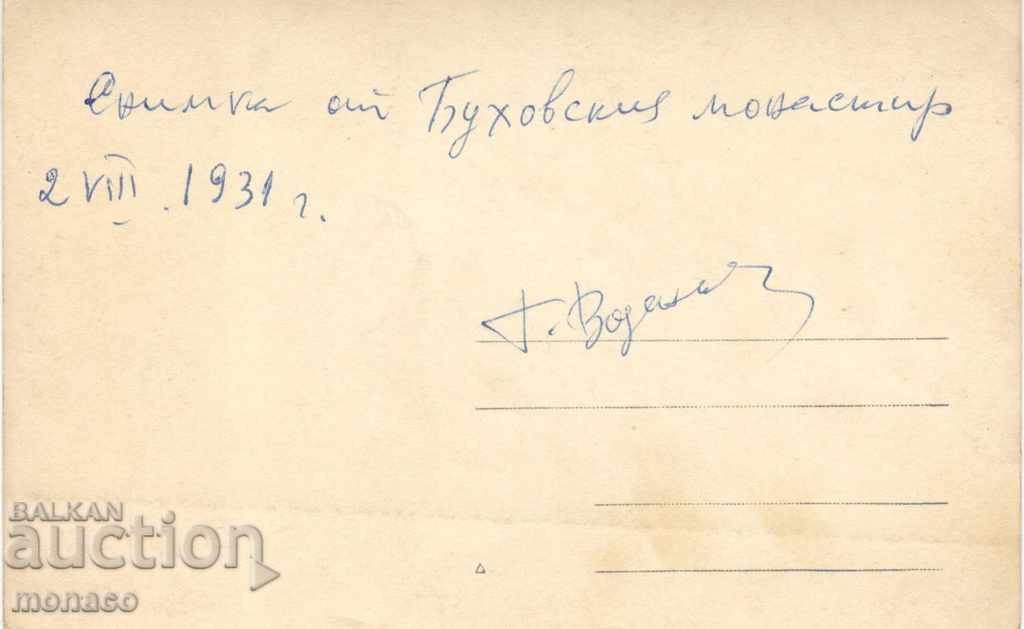 Снимка от Буховския монастир
2 VIII. 1931 г.
Г.
BALKAN
auction
monaco